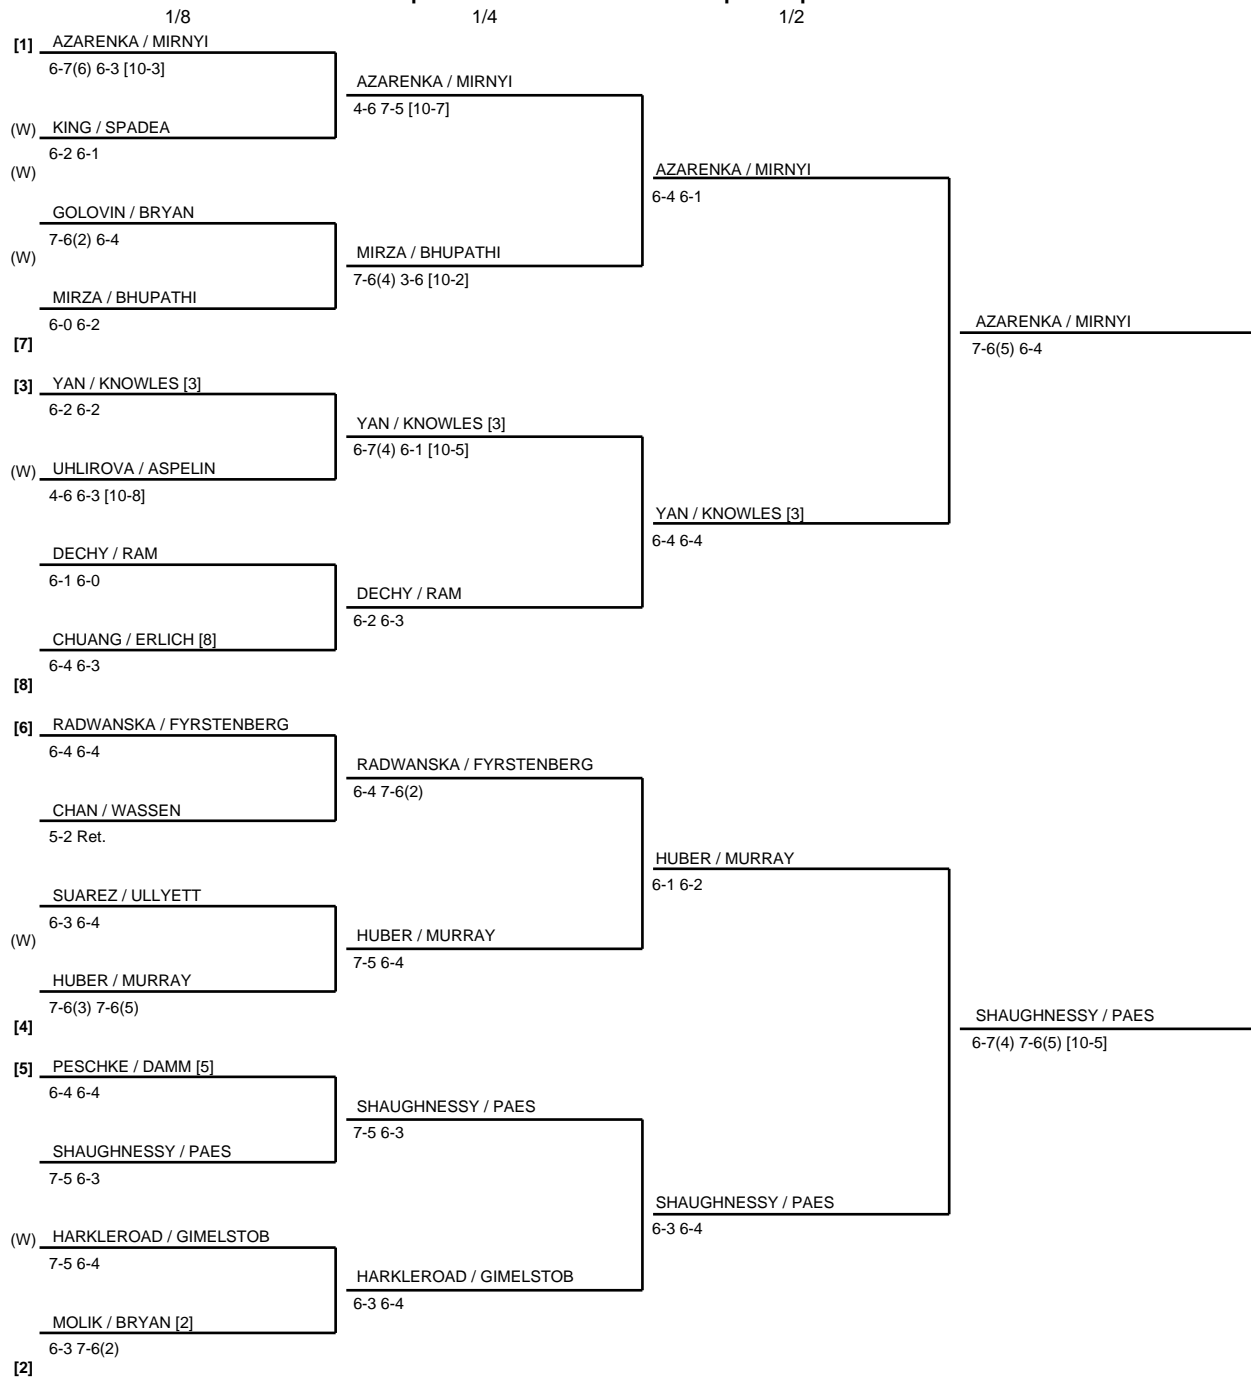 1/8
1/4
1/2
[1] AZARENKA / MIRNYI
6-7(6) 6-3 [10-3]
AZARENKA / MIRNYI
4-6 7-5 [10-7]
(W) KING / SPADEA
6-2 6-1
(W)
AZARENKA / MIRNYI
6-4 6-1
GOLOVIN / BRYAN
7-6(2) 6-4
(W)
MIRZA / BHUPATHI
7-6(4) 3-6 [10-2]
MIRZA / BHUPATHI
6-0 6-2
[7]
AZARENKA / MIRNYI
7-6(5) 6-4
[3] YAN / KNOWLES [3]
6-2 6-2
YAN / KNOWLES [3]
6-7(4) 6-1 [10-5]
(W) UHLIROVA / ASPELIN
4-6 6-3 [10-8]
YAN / KNOWLES [3]
6-4 6-4
DECHY / RAM
6-1 6-0
DECHY / RAM
6-2 6-3
CHUANG / ERLICH [8]
6-4 6-3
[8]
[6] RADWANSKA / FYRSTENBERG
6-4 6-4
RADWANSKA / FYRSTENBERG
6-4 7-6(2)
CHAN / WASSEN
5-2 Ret.
HUBER / MURRAY
6-1 6-2
SUAREZ / ULLYETT
6-3 6-4
(W)
HUBER / MURRAY
7-5 6-4
HUBER / MURRAY
7-6(3) 7-6(5)
[4]
SHAUGHNESSY / PAES
6-7(4) 7-6(5) [10-5]
[5] PESCHKE / DAMM [5]
6-4 6-4
SHAUGHNESSY / PAES
7-5 6-3
SHAUGHNESSY / PAES
7-5 6-3
SHAUGHNESSY / PAES
6-3 6-4
(W) HARKLEROAD / GIMELSTOB
7-5 6-4
HARKLEROAD / GIMELSTOB
6-3 6-4
MOLIK / BRYAN [2]
6-3 7-6(2)
[2]